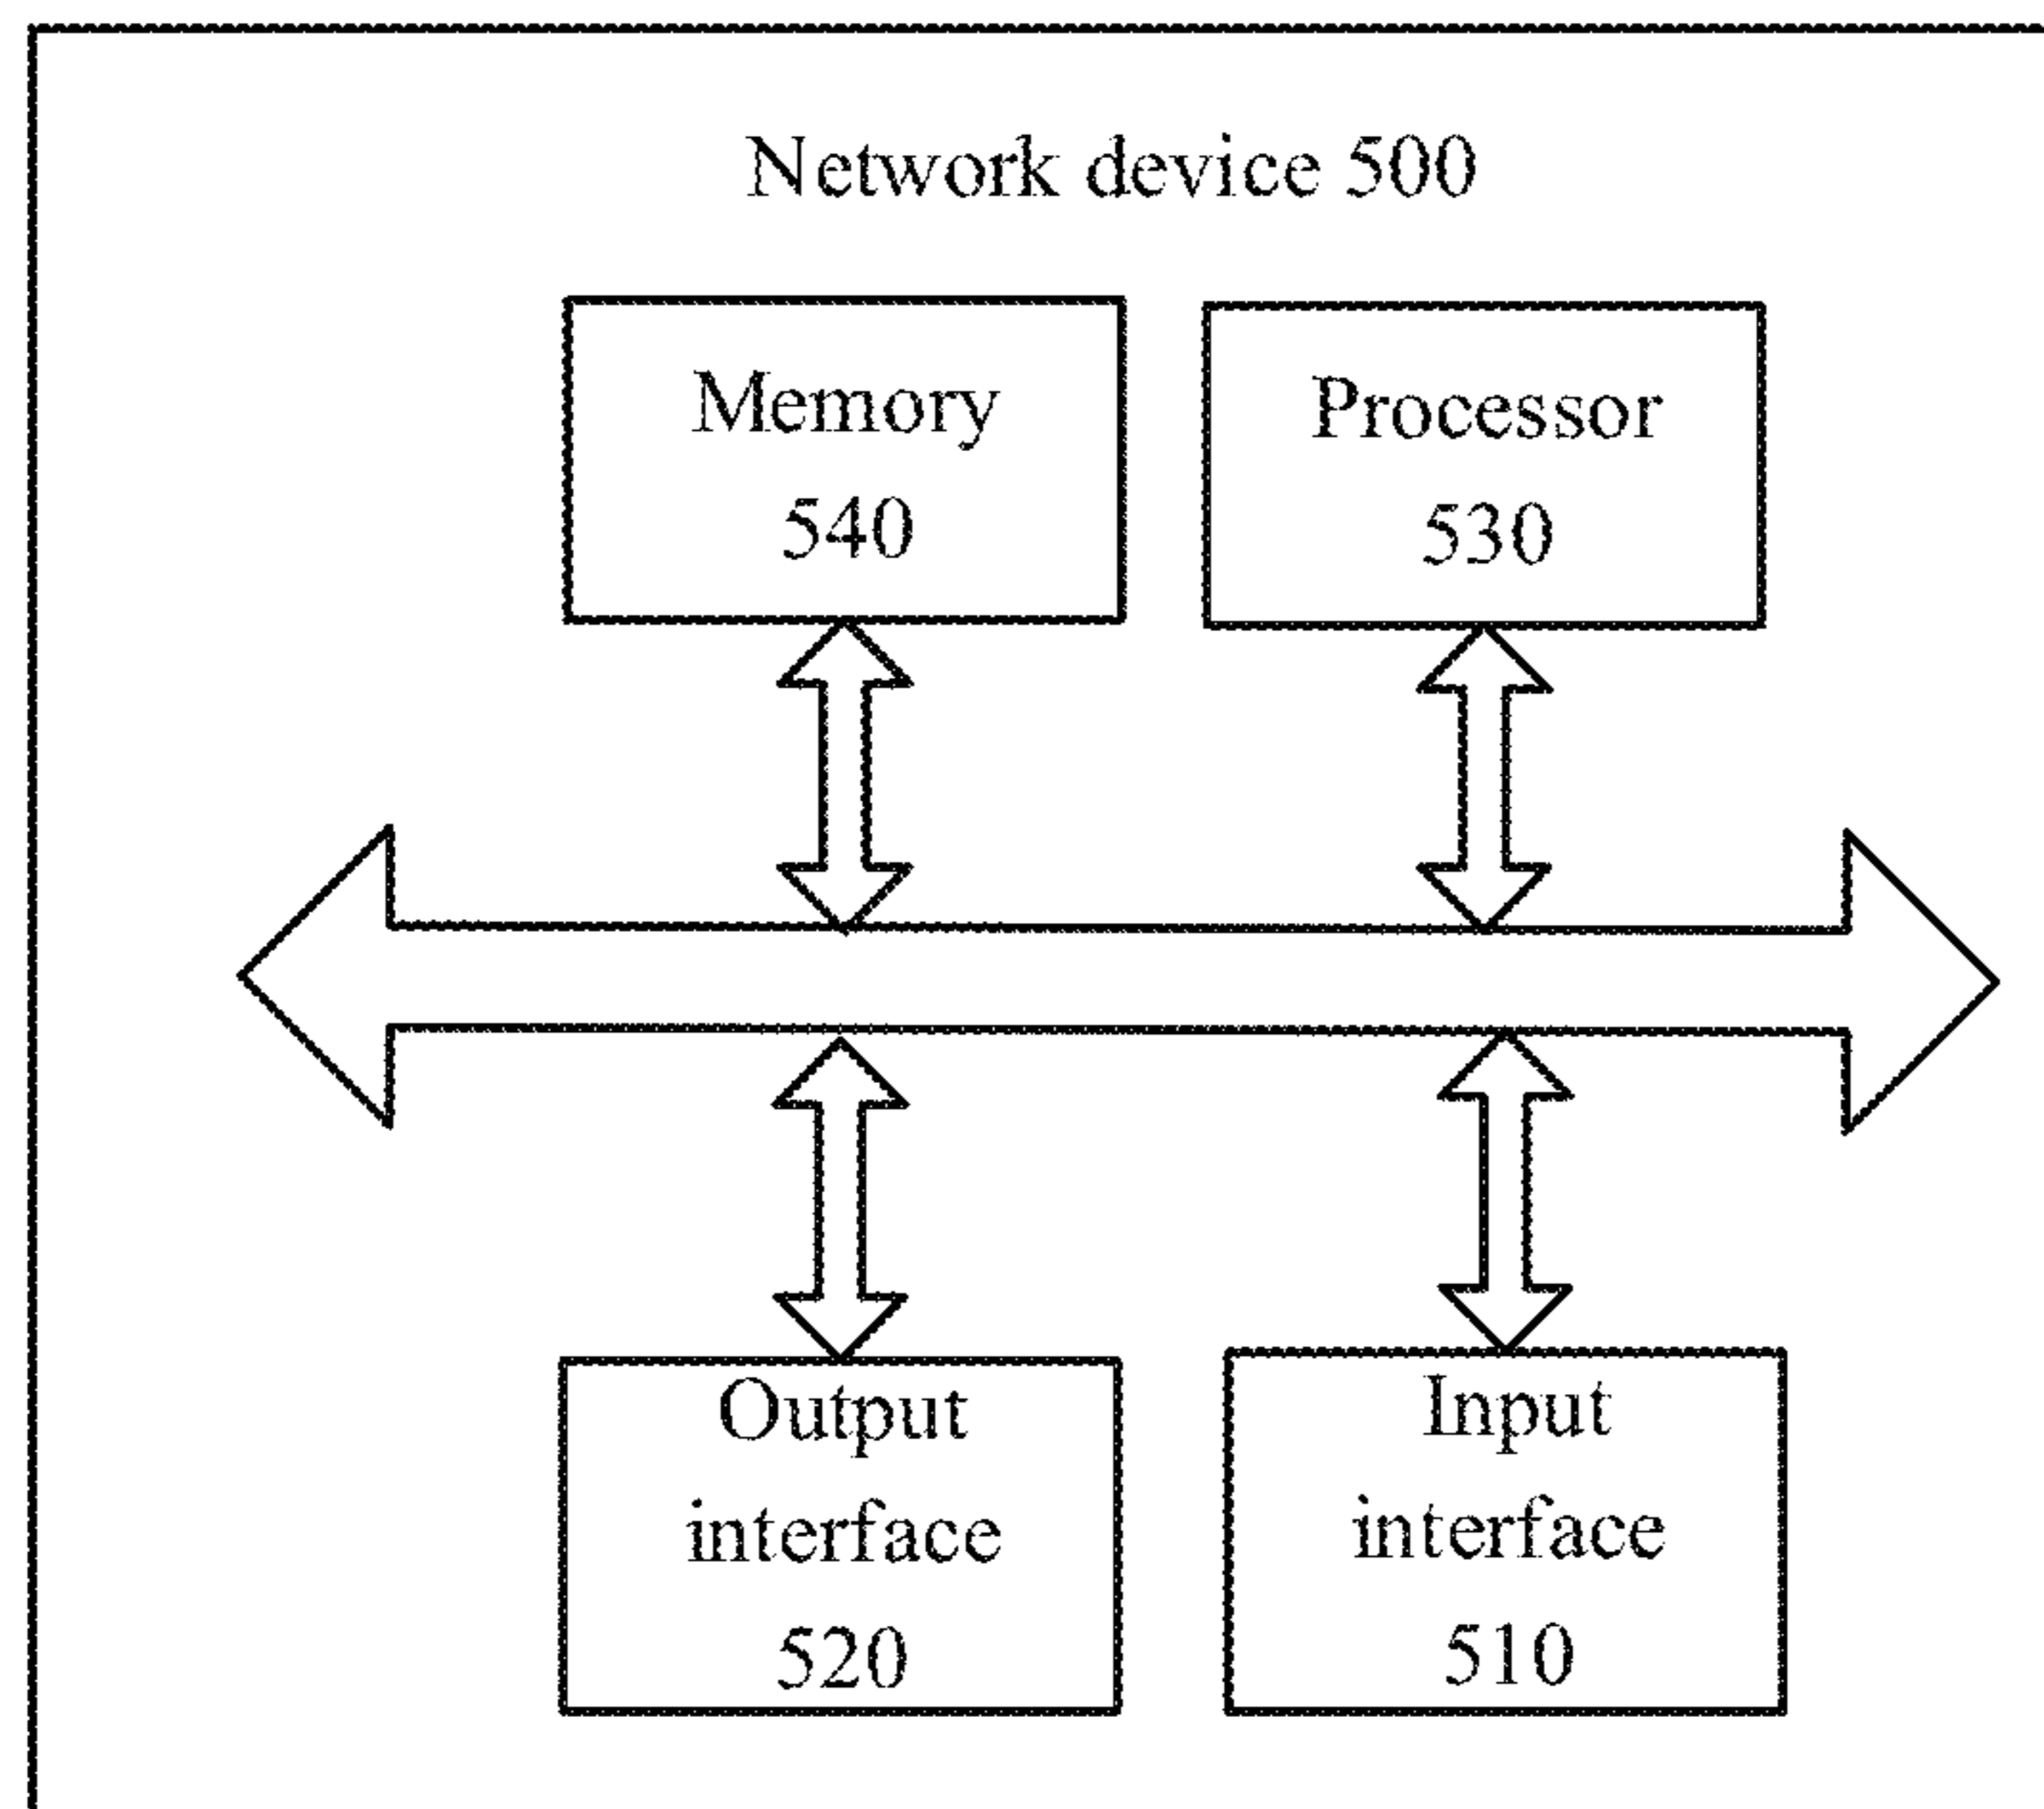 Network device 500
Memory
540
Processor
530
Output
interface
520
Input
interface
510